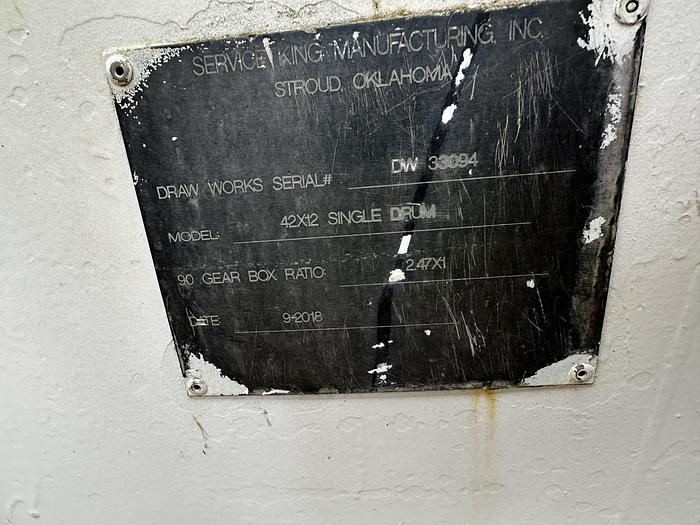 SERVICE KING MANUFACTURING, INC.
STROUD, OKLAHOMA
DRAW WORKS SERIAL# DW 33094
MODEL: 42X12 SINGLE DRUM
90 GEAR BOX RATIO: 2.47X1
DATE: 9-2018